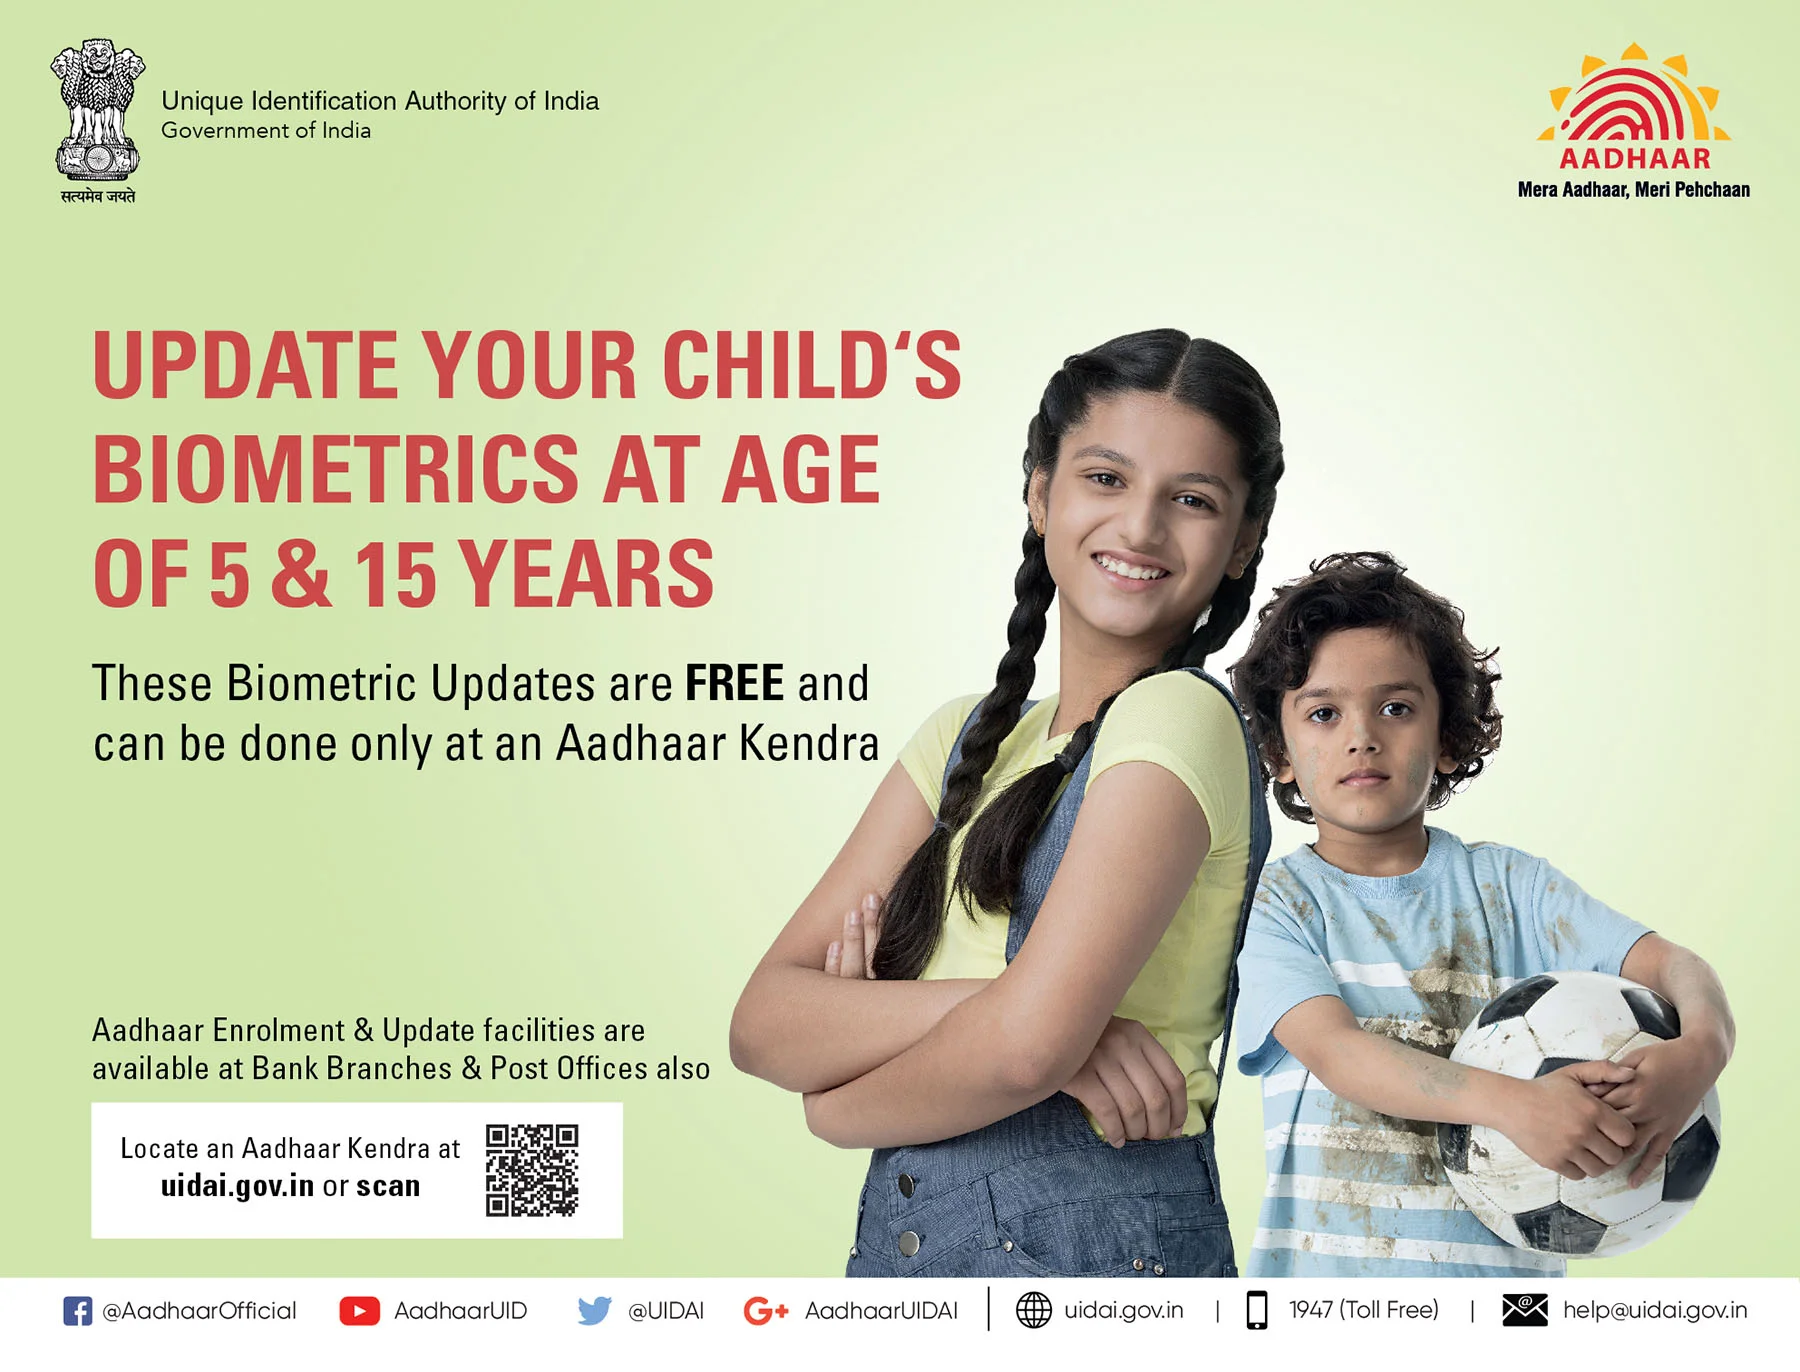 Unique Identification Authority of India
Government of India
सत्यमेव जयते
AADHAAR
Mera Aadhaar, Meri Pehchaan
UPDATE YOUR CHILD‘S
BIOMETRICS AT AGE
OF 5 & 15 YEARS
These Biometric Updates are FREE and
can be done only at an Aadhaar Kendra
Aadhaar Enrolment & Update facilities are
available at Bank Branches & Post Offices also
Locate an Aadhaar Kendra at
uidai.gov.in or scan
@AadhaarOfficial AadhaarUID @UIDAI G+ AadhaarUIDAI | uidai.gov.in | 1947 (Toll Free) | help@uidai.gov.in